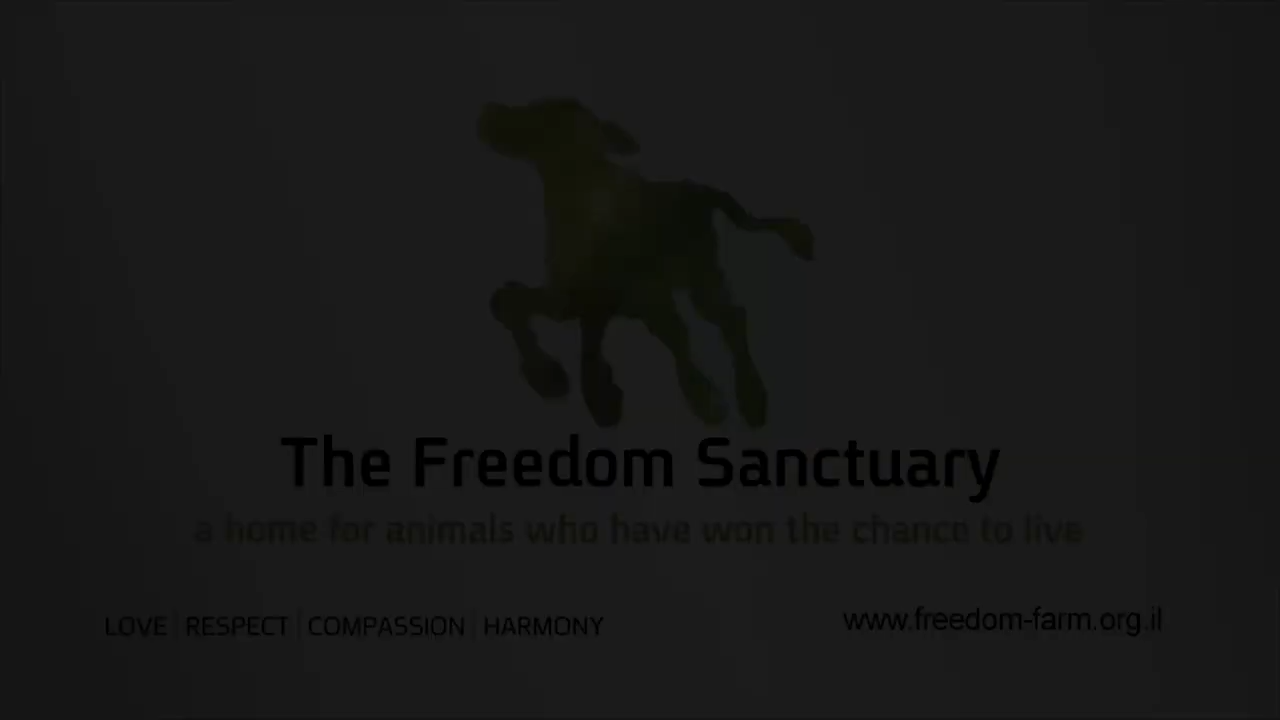 The Freedom Sanctuary
a home for animals who have won the chance to live
LOVE | RESPECT | COMPASSION | HARMONY
www.freedom-farm.org.il